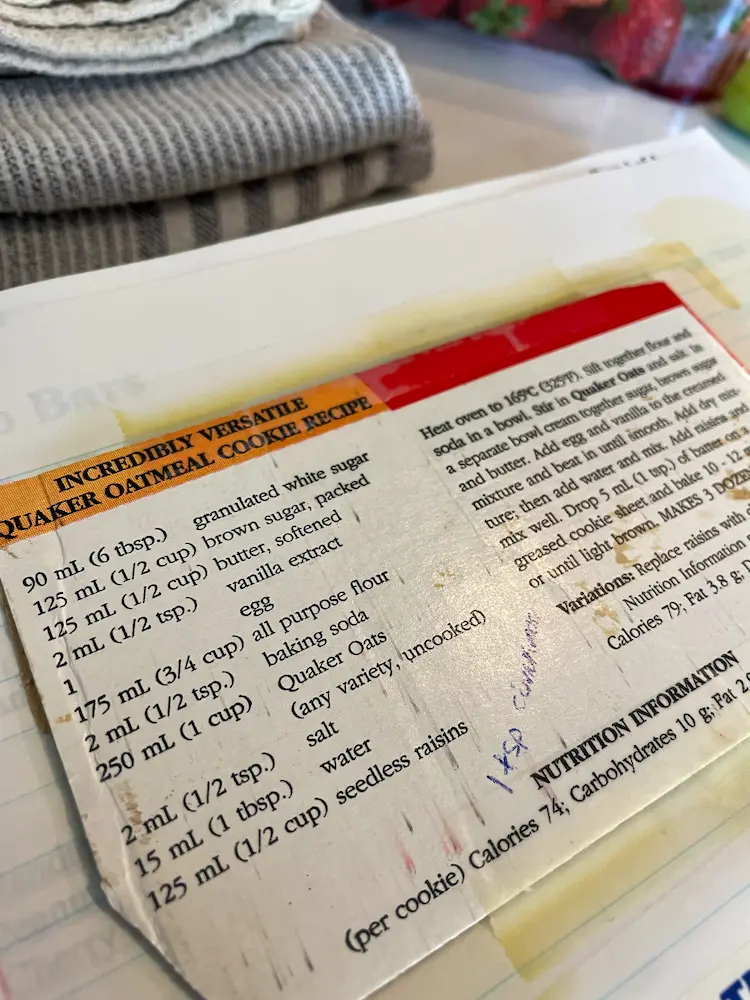 o Bars
INCREDIBLY VERSATILE
QUAKER OATMEAL COOKIE RECIPE
90 mL (6 tbsp.) granulated white sugar
125 mL (1/2 cup) brown sugar, packed
125 mL (1/2 cup) butter, softened
2 mL (1/2 tsp.) vanilla extract
1 egg
175 mL (3/4 cup) all purpose flour
2 mL (1/2 tsp.) baking soda
250 mL (1 cup) Quaker Oats
(any variety, uncooked)
2 mL (1/2 tsp.) salt
15 mL (1 tbsp.) water
125 mL (1/2 cup) seedless raisins
Heat oven to 165°C (325°F). Sift together flour and
soda in a bowl. Stir in Quaker Oats and salt. In
a separate bowl cream together sugar, brown sugar
and butter. Add egg and vanilla to the creamed
mixture and beat in until smooth. Add dry mix-
ture; then add water and mix. Add raisins and
mix well. Drop 5 mL (1 tsp.) of batter on a
greased cookie sheet and bake 10 - 12
or until light brown. MAKES 3 DOZEN
Variations: Replace raisins with
Nutrition Information
Calories 79; Fat 3.8 g;
1 tsp cinnamon
NUTRITION INFORMATION
(per cookie) Calories 74; Carbohydrates 10 g; Fat